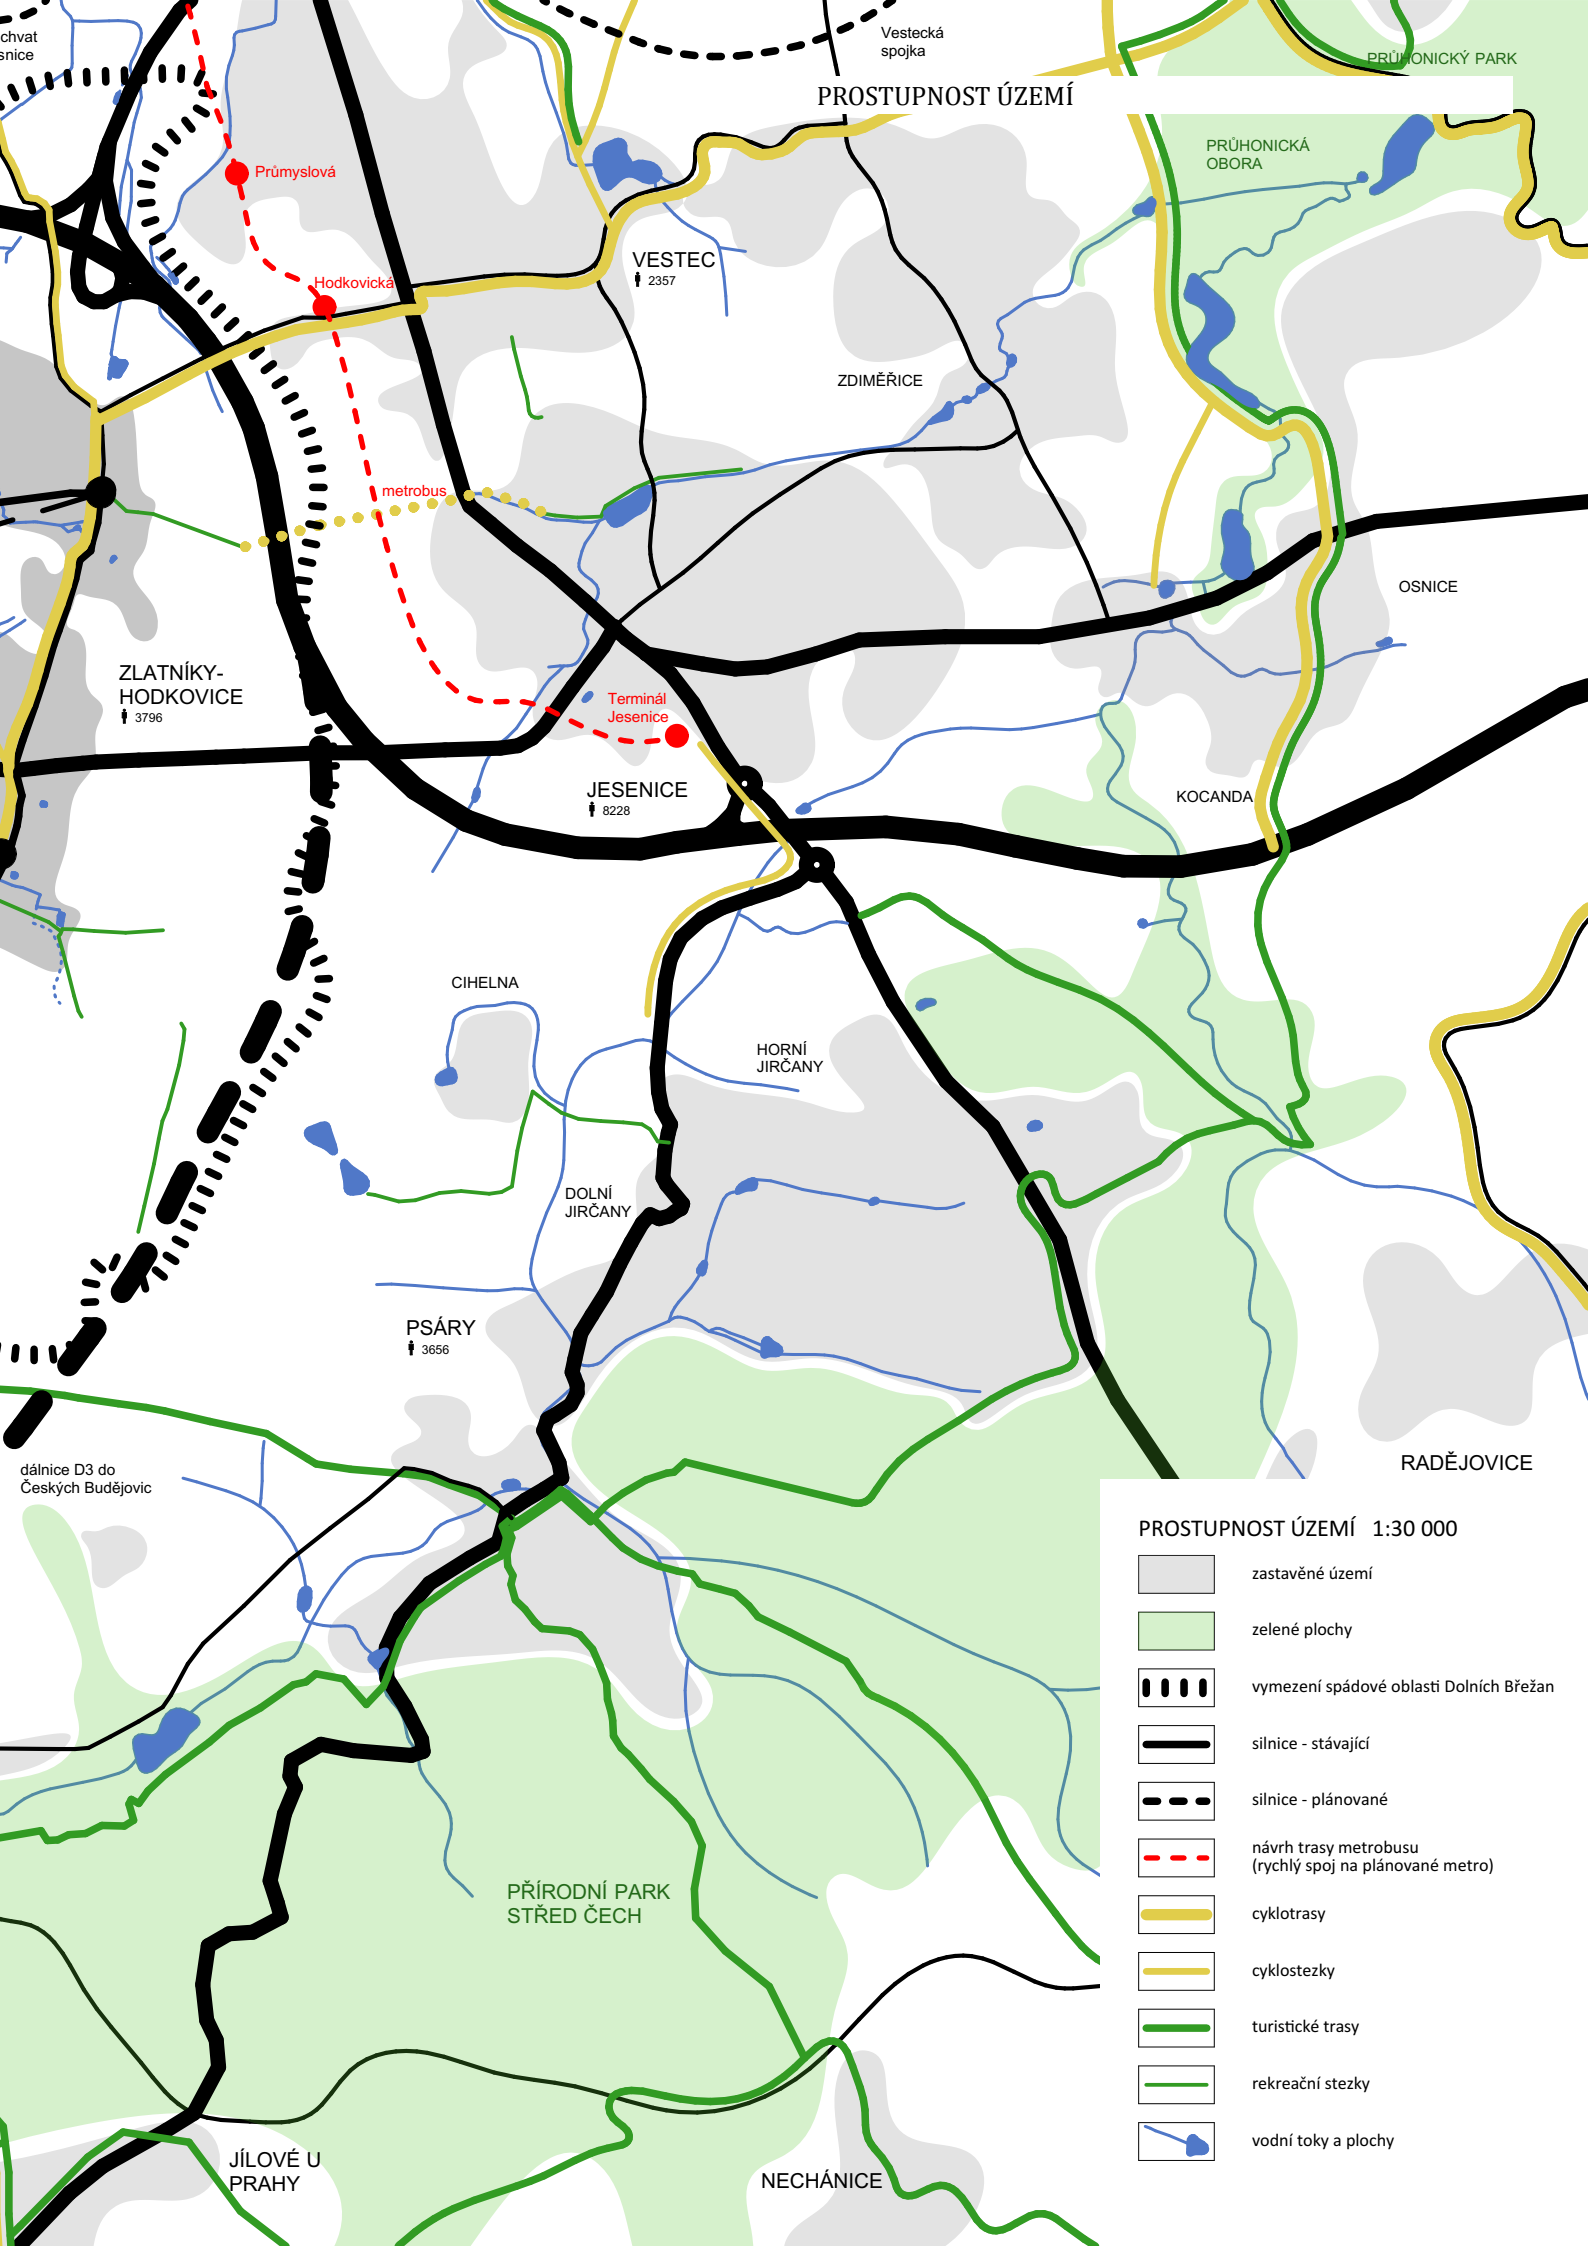 chvat
snice
Vestecká
spojka
PRŮHONICKÝ PARK
PROSTUPNOST ÚZEMÍ
PRŮHONICKÁ
OBORA
Průmyslová
VESTEC
2357
Hodkovická
ZDIMĚŘICE
metrobus
OSNICE
ZLATNÍKY-
HODKOVICE
3796
Terminál
Jesenice
JESENICE
8228
KOCANDA
CIHELNA
HORNÍ
JIRČANY
DOLNÍ
JIRČANY
PSÁRY
3656
dálnice D3 do
Českých Budějovic
RADĚJOVICE
PROSTUPNOST ÚZEMÍ 1:30 000
zastavěné území
zelené plochy
vymezení spádové oblasti Dolních Břežan
silnice - stávající
silnice - plánované
návrh trasy metrobusu
(rychlý spoj na plánované metro)
cyklotrasy
cyklostezky
turistické trasy
rekreační stezky
vodní toky a plochy
PŘÍRODNÍ PARK
STŘED ČECH
JÍLOVÉ U
PRAHY
NECHÁNICE